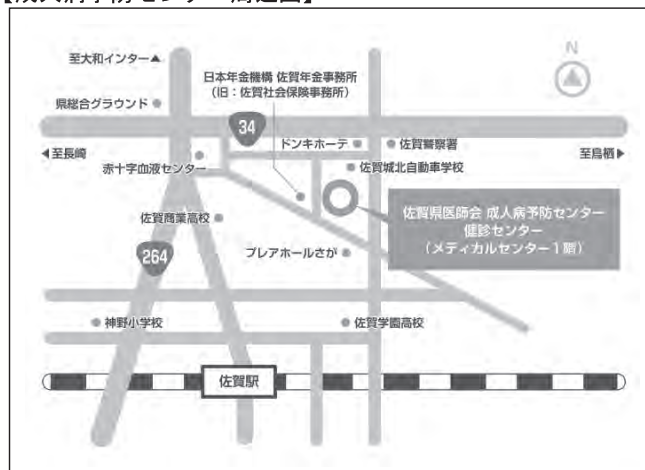 【成人病予防センター周辺図】
至大和インター▲
N
日本年金機構 佐賀年金事務所
(旧:佐賀社会保険事務所)
県総合グラウンド
34
ドンキホーテ
佐賀警察署
◀至長崎
至鳥栖▶
赤十字血液センター
佐賀城北自動車学校
佐賀県医師会 成人病予防センター
健診センター
(メディカルセンター1階)
佐賀商業高校
264
プレアホールさが
神野小学校
佐賀学園高校
佐賀駅